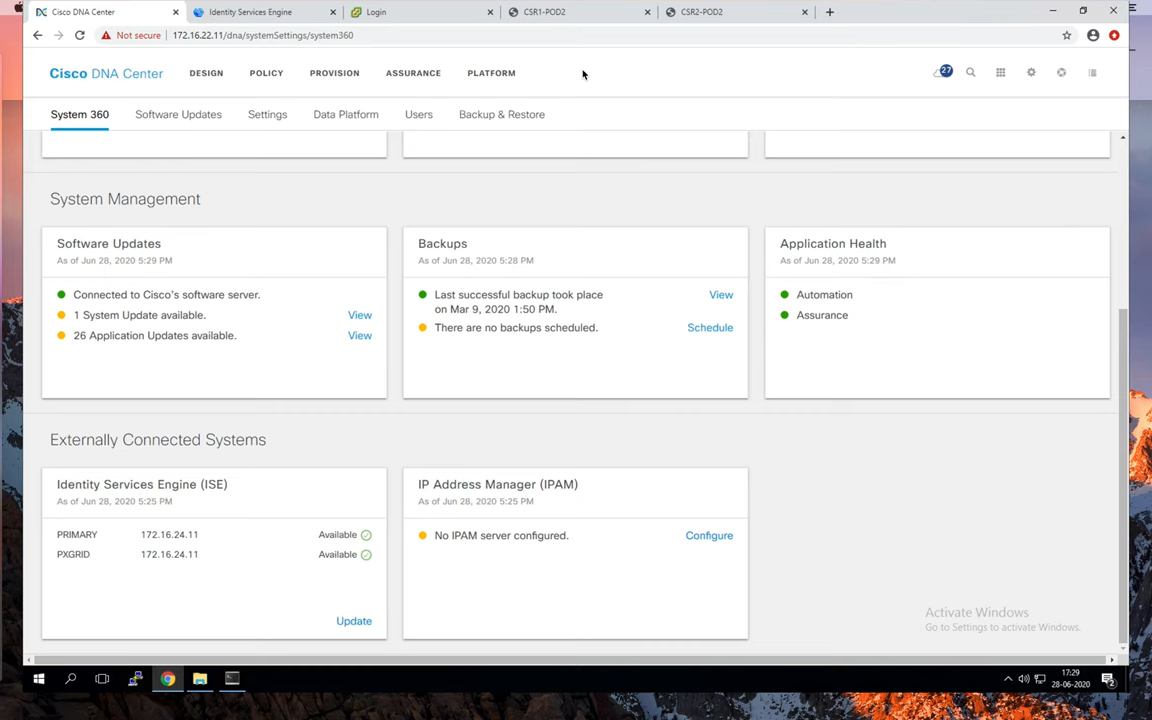 Cisco DNA Center
Identity Services Engine
Login
CSR1-POD2
CSR2-POD2
Not secure
172.16.22.11/dna/systemSettings/system360
Cisco DNA Center
DESIGN
POLICY
PROVISION
ASSURANCE
PLATFORM
27
System 360
Software Updates
Settings
Data Platform
Users
Backup & Restore
System Management
Software Updates
As of Jun 28, 2020 5:29 PM
Connected to Cisco's software server.
1 System Update available.
View
26 Application Updates available.
View
Backups
As of Jun 28, 2020 5:28 PM
Last successful backup took place
on Mar 9, 2020 1:50 PM.
View
There are no backups scheduled.
Schedule
Application Health
As of Jun 28, 2020 5:29 PM
Automation
Assurance
Externally Connected Systems
Identity Services Engine (ISE)
As of Jun 28, 2020 5:25 PM
PRIMARY
172.16.24.11
Available
PXGRID
172.16.24.11
Available
Update
IP Address Manager (IPAM)
As of Jun 28, 2020 5:25 PM
No IPAM server configured.
Configure
Activate Windows
Go to Settings to activate Windows.
17:29
28-06-2020
2